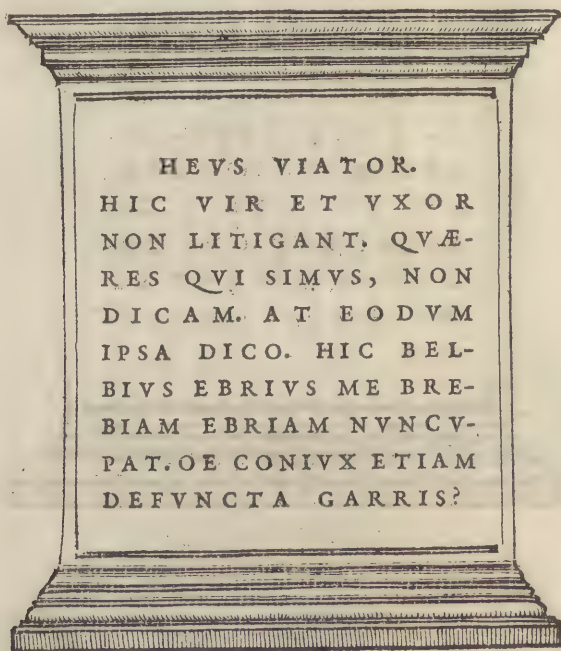 HEVS VIATOR.
HIC VIR ET VXOR
NON LITIGANT. QVÆ-
RES QVI SIMVS, NON
DICAM. AT EODVM
IPSA DICO. HIC BEL-
BIVS EBRIVS ME BRE-
BIAM EBRIAM NVNCV-
PAT. OE CONIVX ETIAM
DEFVNCTA GARRIS?